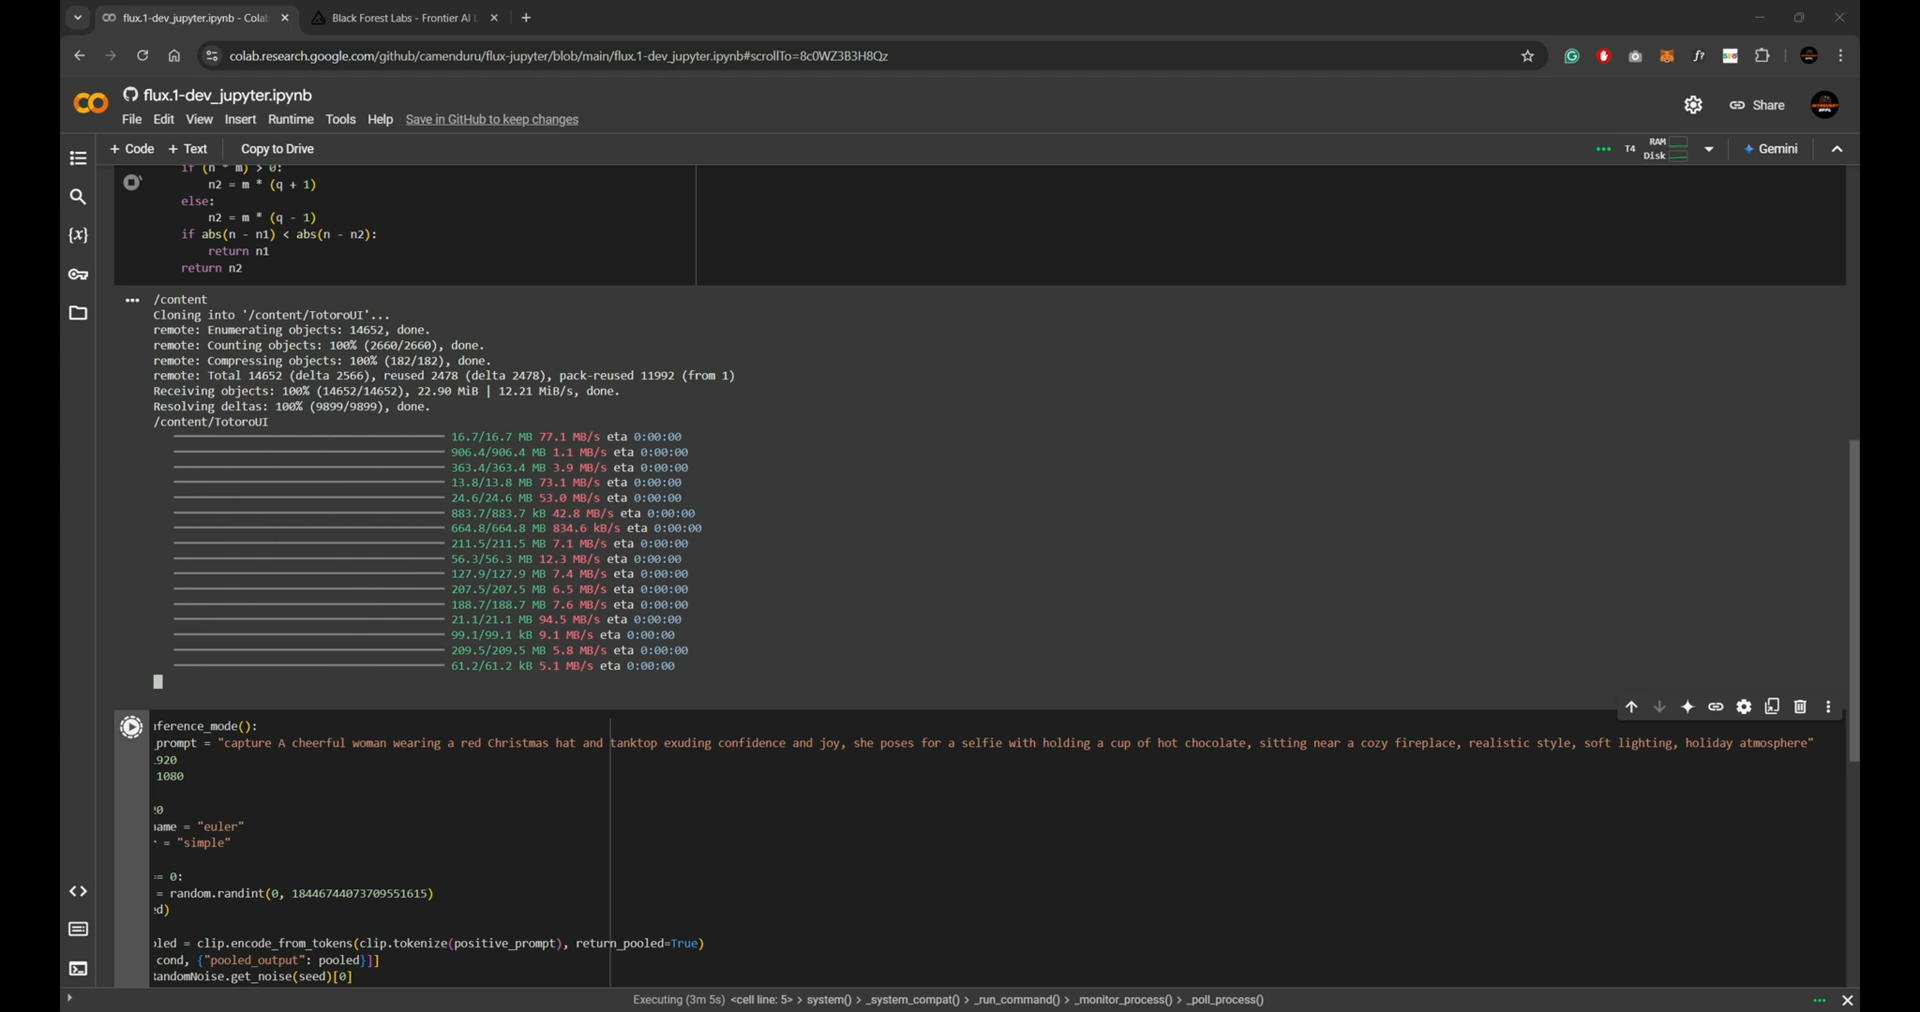 flux.1-dev_jupyter.ipynb - Colab
Black Forest Labs - Frontier AI L
colab.research.google.com/github/camenduru/flux-jupyter/blob/main/flux.1-dev_jupyter.ipynb#scrollTo=8c0WZ3B3H8Qz
flux.1-dev_jupyter.ipynb
Share
File Edit View Insert Runtime Tools Help Save in GitHub to keep changes
+ Code + Text Copy to Drive
T4 RAM
Disk
Gemini
if (n * m) > 0:
n2 = m * (q + 1)
else:
n2 = m * (q - 1)
if abs(n - n1) < abs(n - n2):
return n1
return n2
/content
Cloning into '/content/TotoroUI'...
remote: Enumerating objects: 14652, done.
remote: Counting objects: 100% (2660/2660), done.
remote: Compressing objects: 100% (182/182), done.
remote: Total 14652 (delta 2566), reused 2478 (delta 2478), pack-reused 11992 (from 1)
Receiving objects: 100% (14652/14652), 22.90 MiB | 12.21 MiB/s, done.
Resolving deltas: 100% (9899/9899), done.
/content/TotoroUI
16.7/16.7 MB 77.1 MB/s eta 0:00:00
906.4/906.4 MB 1.1 MB/s eta 0:00:00
363.4/363.4 MB 3.9 MB/s eta 0:00:00
13.8/13.8 MB 73.1 MB/s eta 0:00:00
24.6/24.6 MB 53.0 MB/s eta 0:00:00
883.7/883.7 kB 42.8 MB/s eta 0:00:00
664.8/664.8 MB 834.6 kB/s eta 0:00:00
211.5/211.5 MB 7.1 MB/s eta 0:00:00
56.3/56.3 MB 12.3 MB/s eta 0:00:00
127.9/127.9 MB 7.4 MB/s eta 0:00:00
207.5/207.5 MB 6.5 MB/s eta 0:00:00
188.7/188.7 MB 7.6 MB/s eta 0:00:00
21.1/21.1 MB 94.5 MB/s eta 0:00:00
99.1/99.1 kB 9.1 MB/s eta 0:00:00
209.5/209.5 MB 5.8 MB/s eta 0:00:00
61.2/61.2 kB 5.1 MB/s eta 0:00:00
nference_mode():
_prompt = "capture A cheerful woman wearing a red Christmas hat and tanktop exuding confidence and joy, she poses for a selfie with holding a cup of hot chocolate, sitting near a cozy fireplace, realistic style, soft lighting, holiday atmosphere"
1920
1080
20
name = "euler"
r = "simple"
== 0:
= random.randint(0, 18446744073709551615)
ed)
oled = clip.encode_from_tokens(clip.tokenize(positive_prompt), return_pooled=True)
cond, {"pooled_output": pooled}]]
RandomNoise.get_noise(seed)[0]
Executing (3m 5s) <cell line: 5> > system() > _system_compat() > _run_command() > _monitor_process() > _poll_process()